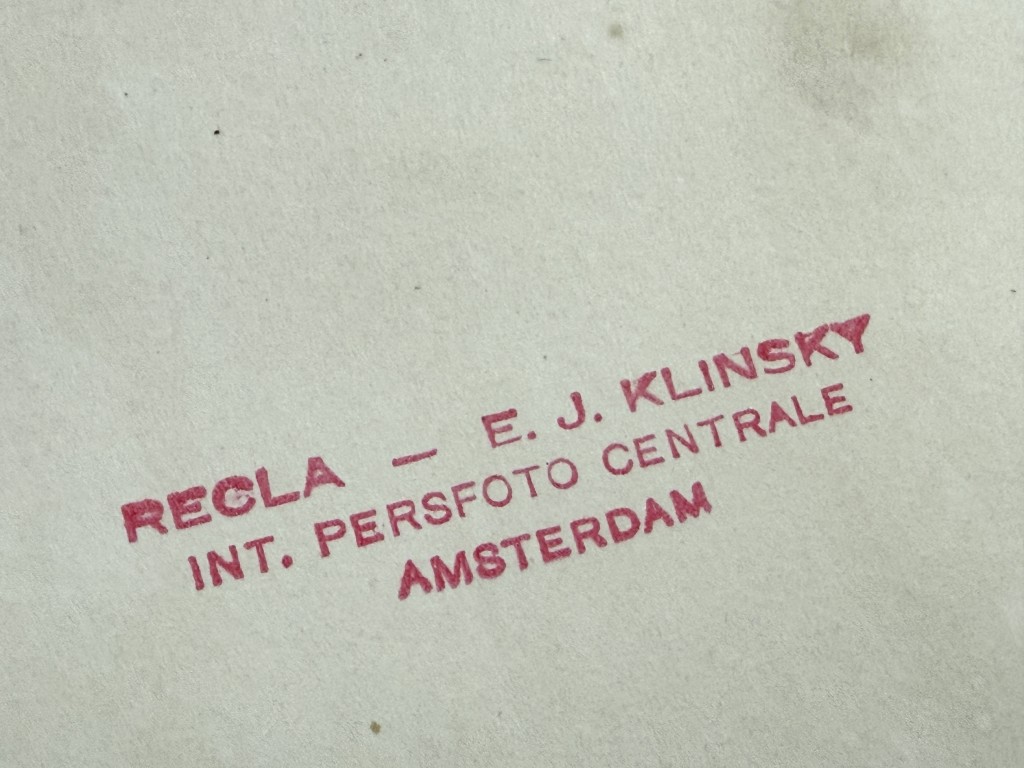 RECLA — E. J. KLINSKY
INT. PERSFOTO CENTRALE
AMSTERDAM